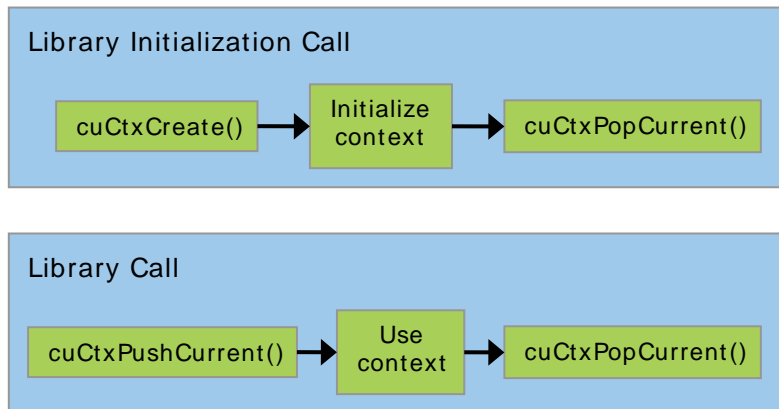 Library Initialization Call
cuCtxCreate()
Initialize
context
cuCtxPopCurrent()
Library Call
cuCtxPushCurrent()
Use
context
cuCtxPopCurrent()